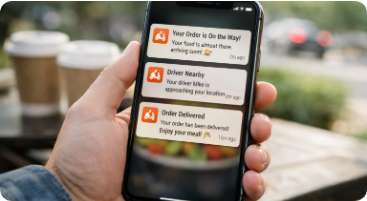 Your Order is On the Way!
Your food is almost there
arriving soon!
Driver Nearby
Your driver Mike is
approaching your location
Order Delivered
Your order has been delivered!
Enjoy your meal!